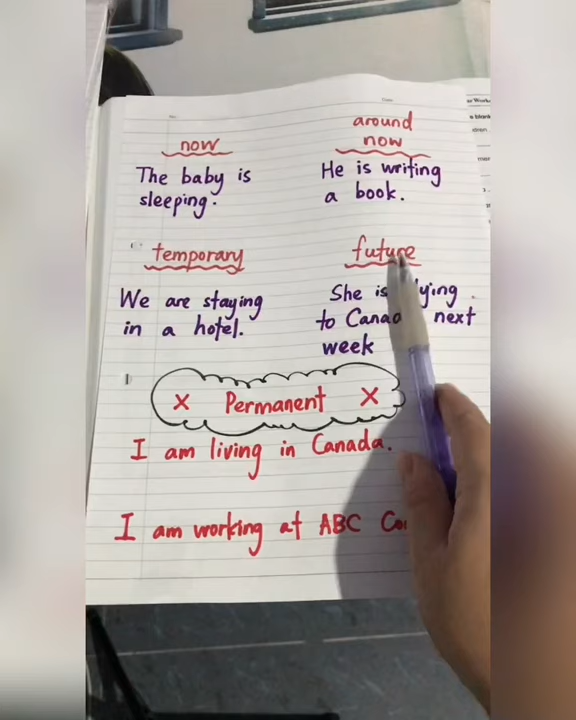 now
The baby is
sleeping.
around
now
He is writing
a book.
temporary
We are staying
in a hotel.
future
She is
to next
week
x Permanent x
I am living in Canada.
I am working at ABC